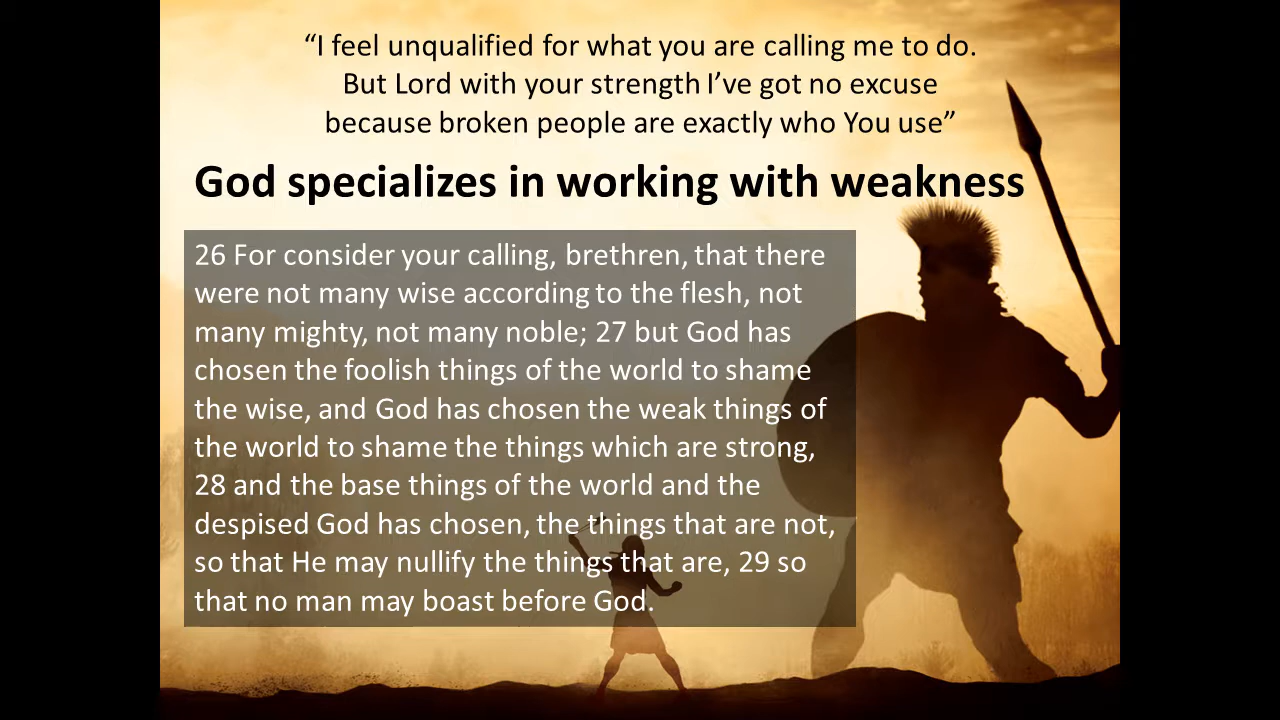 “I feel unqualified for what you are calling me to do.
But Lord with your strength I’ve got no excuse
because broken people are exactly who You use”
God specializes in working with weakness
26 For consider your calling, brethren, that there
were not many wise according to the flesh, not
many mighty, not many noble; 27 but God has
chosen the foolish things of the world to shame
the wise, and God has chosen the weak things of
the world to shame the things which are strong,
28 and the base things of the world and the
despised God has chosen, the things that are not,
so that He may nullify the things that are, 29 so
that no man may boast before God.